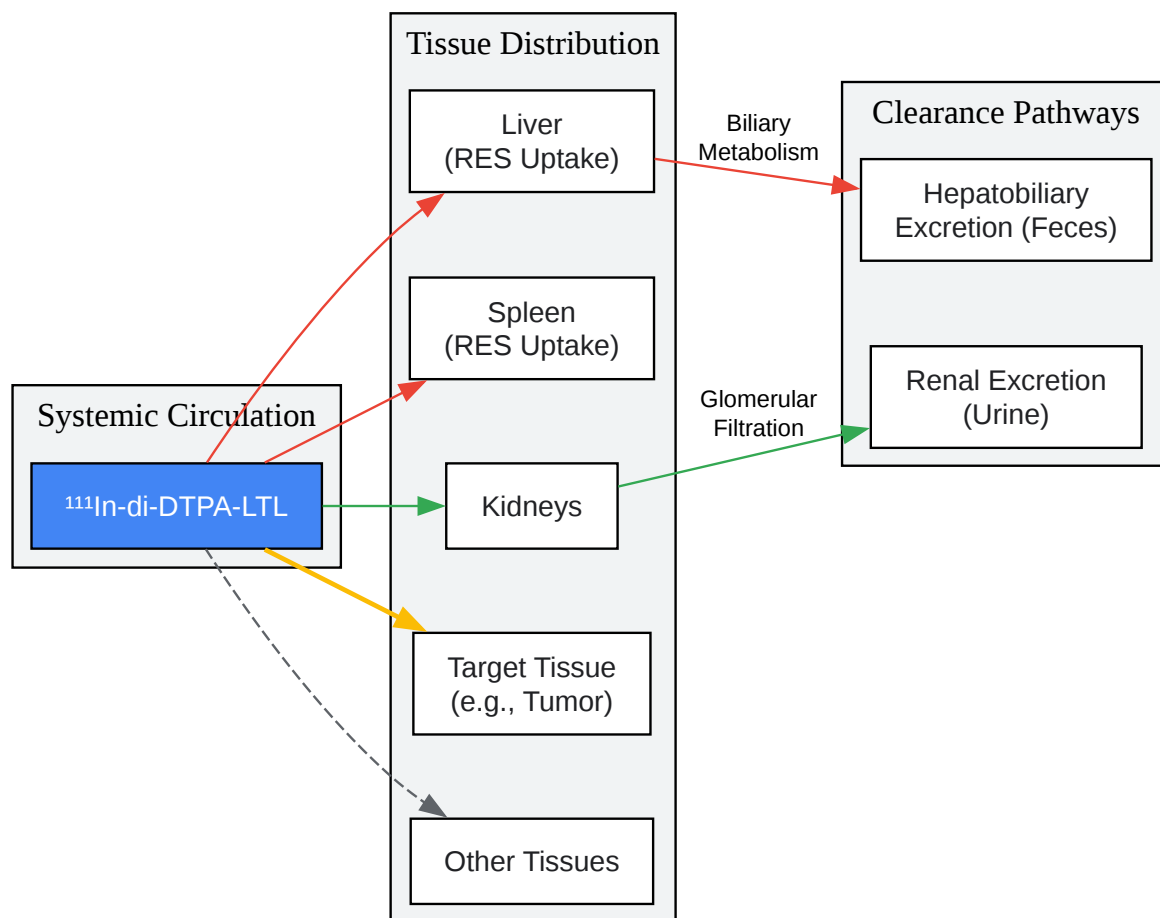 Tissue Distribution
Liver
(RES Uptake)
Spleen
(RES Uptake)
Kidneys
Target Tissue
(e.g., Tumor)
Other Tissues
Systemic Circulation
¹¹¹In-di-DTPA-LTL
Biliary
Metabolism
Glomerular
Filtration
Clearance Pathways
Hepatobiliary
Excretion (Feces)
Renal Excretion
(Urine)